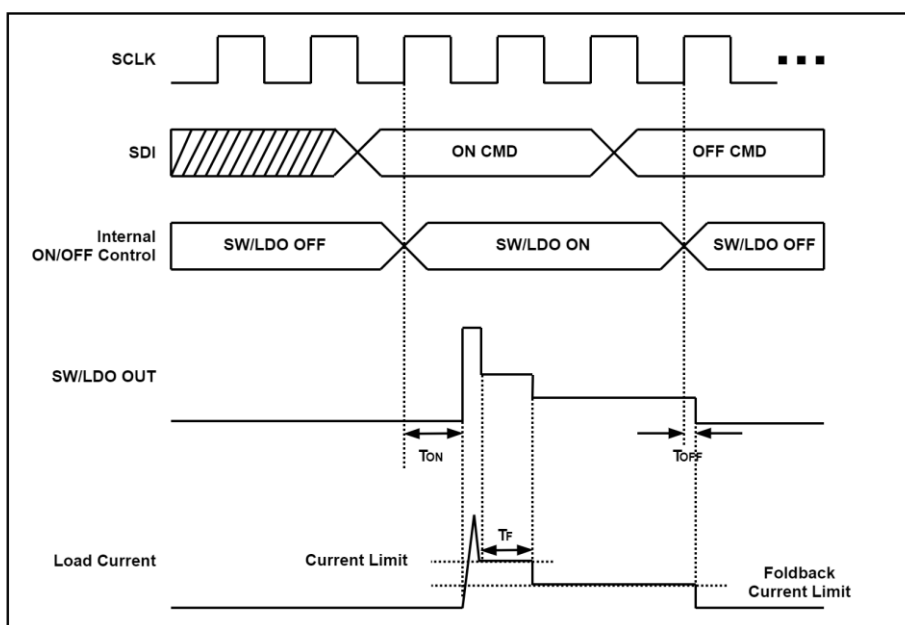 SCLK
SDI
ON CMD
OFF CMD
Internal
ON/OFF Control
SW/LDO OFF
SW/LDO ON
SW/LDO OFF
SW/LDO OUT
TON
TOFF
Load Current
Current Limit
TF
Foldback
Current Limit